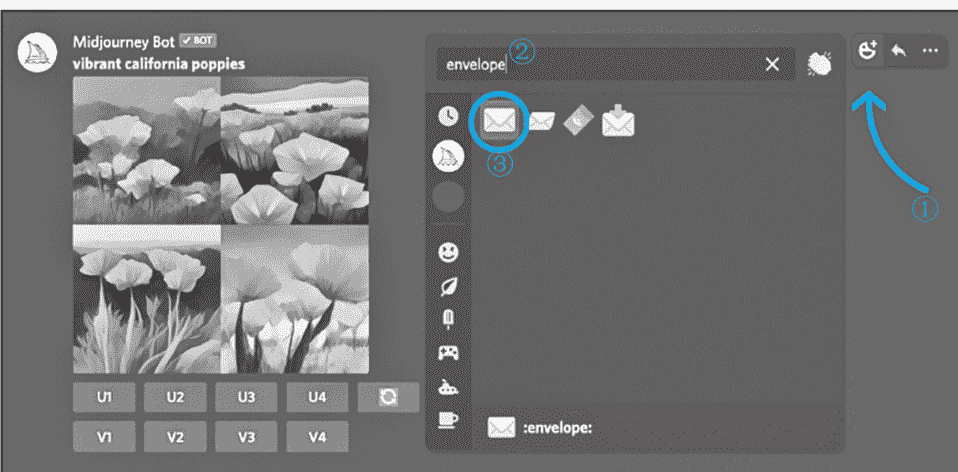 Midjourney Bot ✓ BOT
vibrant california poppies
U1 U2 U3 U4
V1 V2 V3 V4
envelope ②
③
:envelope:
①